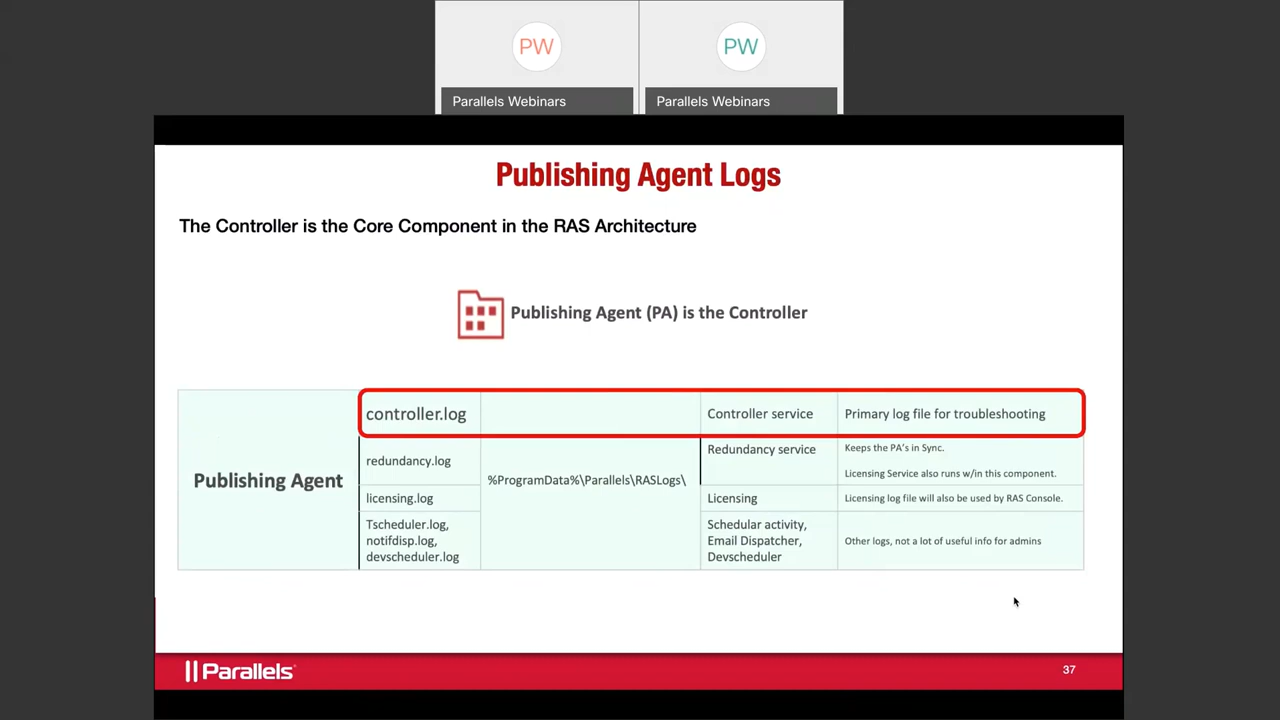 PW
PW
Parallels Webinars
Parallels Webinars
Publishing Agent Logs
The Controller is the Core Component in the RAS Architecture
Publishing Agent (PA) is the Controller
Publishing Agent
controller.log
Controller service
Primary log file for troubleshooting
redundancy.log
%ProgramData%\Parallels\RASLogs\
Redundancy service
Keeps the PA's in Sync.
Licensing Service also runs w/in this component.
licensing.log
Licensing
Licensing log file will also be used by RAS Console.
Tscheduler.log,
notifdisp.log,
devscheduler.log
Schedular activity,
Email Dispatcher,
Devscheduler
Other logs, not a lot of useful info for admins
Parallels
37